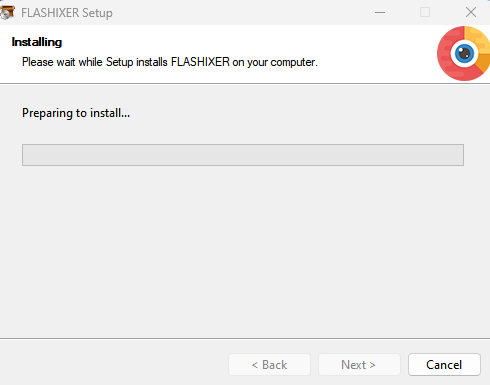 FLASHIXER Setup
Installing
Please wait while Setup installs FLASHIXER on your computer.
Preparing to install...
< Back
Next >
Cancel